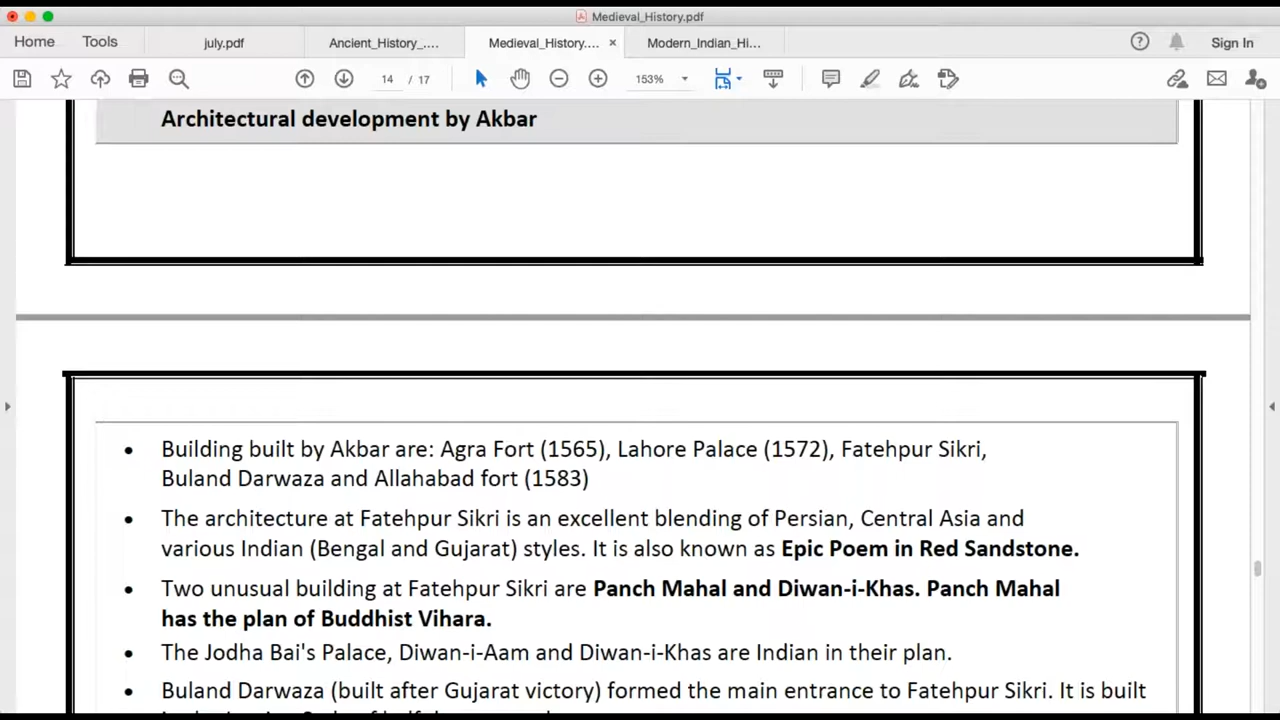 Medieval_History.pdf
Home Tools july.pdf Ancient_History_.... Medieval_History.... × Modern_Indian_Hi... Sign In
14 / 17 153%
Architectural development by Akbar
• Building built by Akbar are: Agra Fort (1565), Lahore Palace (1572), Fatehpur Sikri,
Buland Darwaza and Allahabad fort (1583)
• The architecture at Fatehpur Sikri is an excellent blending of Persian, Central Asia and
various Indian (Bengal and Gujarat) styles. It is also known as Epic Poem in Red Sandstone.
• Two unusual building at Fatehpur Sikri are Panch Mahal and Diwan-i-Khas. Panch Mahal
has the plan of Buddhist Vihara.
• The Jodha Bai's Palace, Diwan-i-Aam and Diwan-i-Khas are Indian in their plan.
• Buland Darwaza (built after Gujarat victory) formed the main entrance to Fatehpur Sikri. It is built